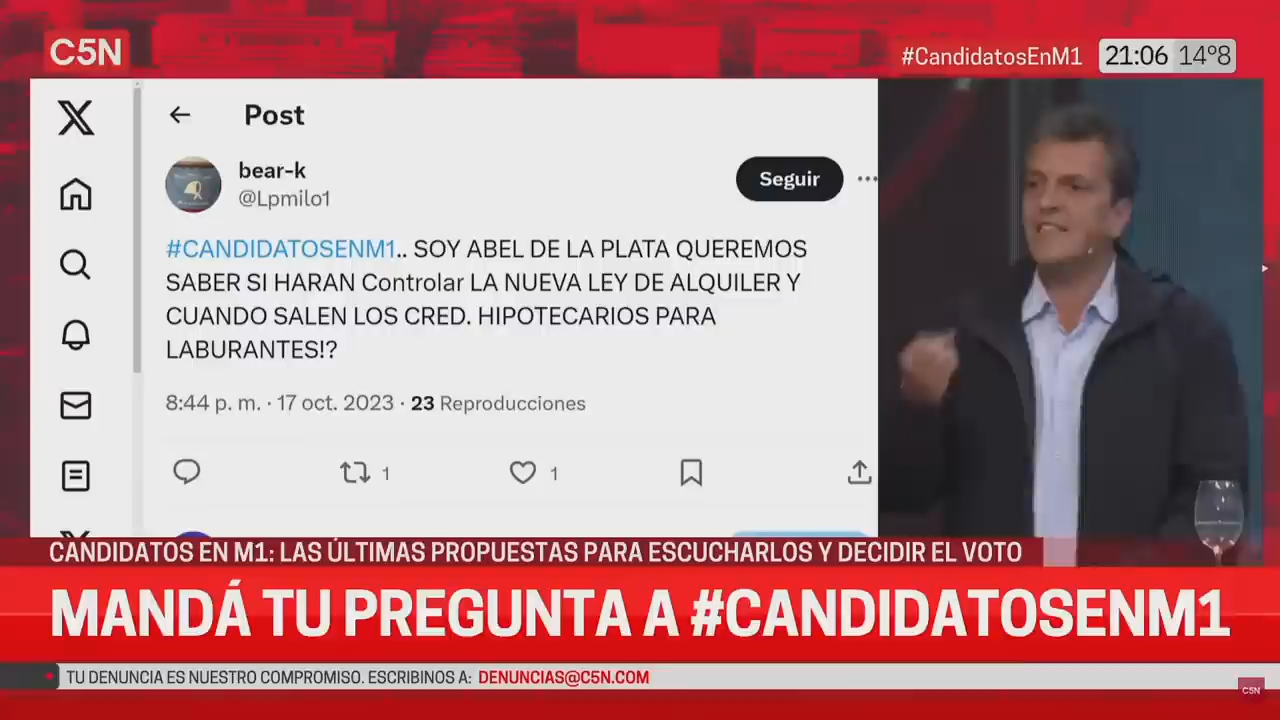 C5N
#CandidatosEnM1
21:06 14º8
Post
bear-k
@Lpmilo1
Seguir
#CANDIDATOSENM1.. SOY ABEL DE LA PLATA QUEREMOS
SABER SI HARAN Controlar LA NUEVA LEY DE ALQUILER Y
CUANDO SALEN LOS CRED. HIPOTECARIOS PARA
LABURANTES!?
8:44 p. m. · 17 oct. 2023 · 23 Reproducciones
1
1
CANDIDATOS EN M1: LAS ÚLTIMAS PROPUESTAS PARA ESCUCHARLOS Y DECIDIR EL VOTO
MANDÁ TU PREGUNTA A #CANDIDATOSENM1
TU DENUNCIA ES NUESTRO COMPROMISO. ESCRIBINOS A: DENUNCIAS@C5N.COM
C5N